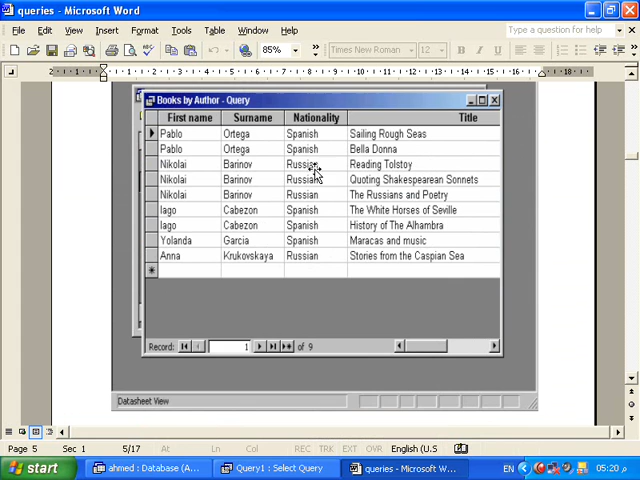 queries - Microsoft Word
File Edit View Insert Format Tools Table Window Help Type a question for help
85% Times New Roman 12 B I U
Books by Author - Query
First name Surname Nationality Title
Pablo Ortega Spanish Sailing Rough Seas
Pablo Ortega Spanish Bella Donna
Nikolai Barinov Russian Reading Tolstoy
Nikolai Barinov Russian Quoting Shakespearean Sonnets
Nikolai Barinov Russian The Russians and Poetry
Iago Cabezon Spanish The White Horses of Seville
Iago Cabezon Spanish History of The Alhambra
Yolanda Garcia Spanish Maracas and music
Anna Krukovskaya Russian Stories from the Caspian Sea
Record: 1 of 9
Datasheet View
Page 5 Sec 1 5/17 At Ln Col REC TRK EXT OVR English (U.S
start ahmed : Database (A... Query1 : Select Query queries - Microsoft Wo... EN 05:20 م